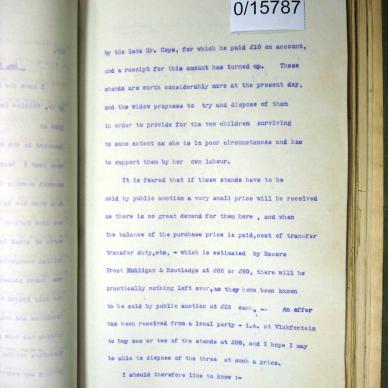 0/15787
by the late Mr. Cope, for which he paid £10 on account,
and a receipt for this amount has turned up. These
stands are worth considerably more at the present day,
and the widow proposes to try and dispose of them
in order to provide for the two children surviving
to some extent as she is in poor circumstances and has
to support them by her own labour.
It is feared that if these stands have to be
sold by public auction a very small price will be received
as there is no great demand for them here , and when
the balance of the purchase price is paid,cost of transfer
transfer duty,etc, - which is estimated by Messrs
Brest Mulligan & Routledge at £85 or £90, there will be
practically nothing left over,as they have been known
to be sold by public auction at £25 each. -- An offer
has been received from a local party - i.e. at Vlakfontein
to buy one or two of the stands at £60, and I hope I may
be able to dispose of the three at such a price.
I should therefore like to know :-